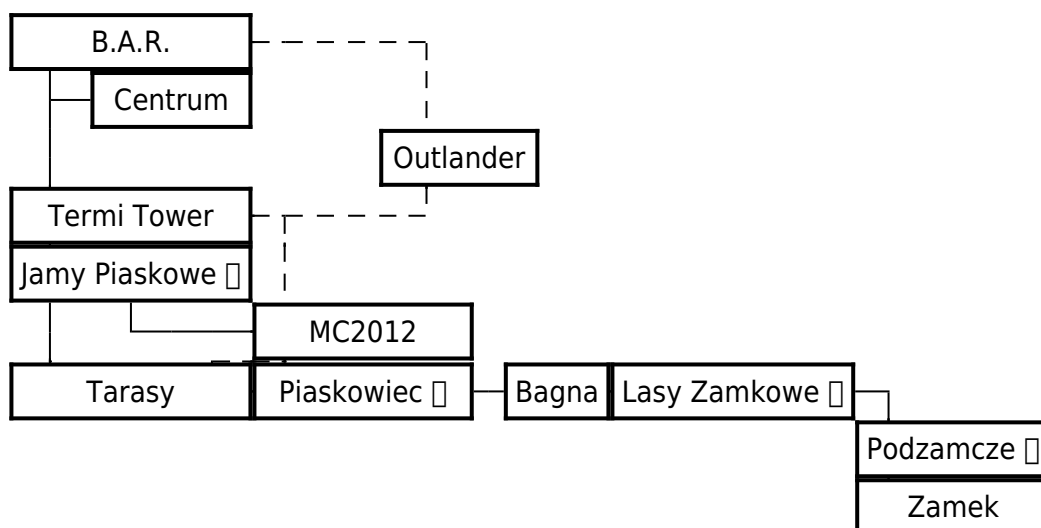 B.A.R.
Centrum
Outlander
Termi Tower
Jamy Piaskowe
MC2012
Tarasy
Piaskowiec
Bagna
Lasy Zamkowe
Podzamcze
Zamek